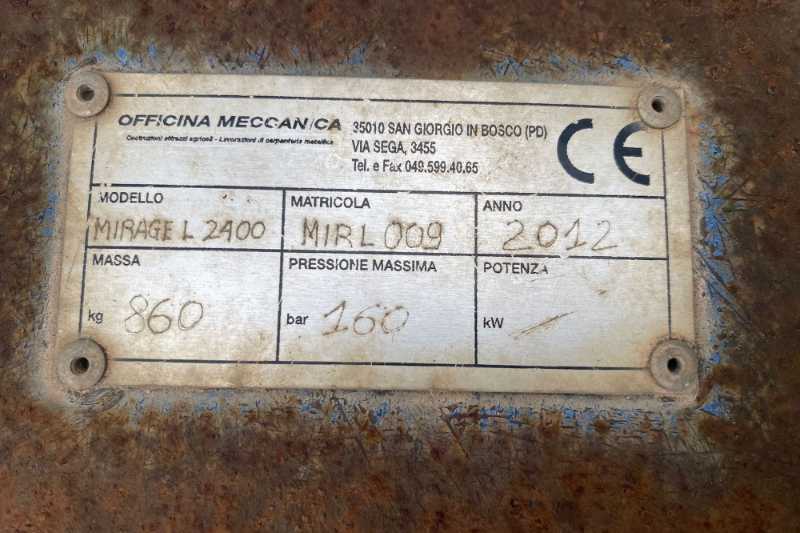 OFFICINA MECCANICA
Costruzioni attrezzi agricoli - Lavorazioni di carpenteria metallica
35010 SAN GIORGIO IN BOSCO (PD)
VIA SEGA, 3455
Tel. e Fax 049.599.40.65
CE
MODELLO
MIRAGE L 2400
MATRICOLA
MIRL 009
ANNO
2012
MASSA
kg 860
PRESSIONE MASSIMA
bar 160
POTENZA
kW -